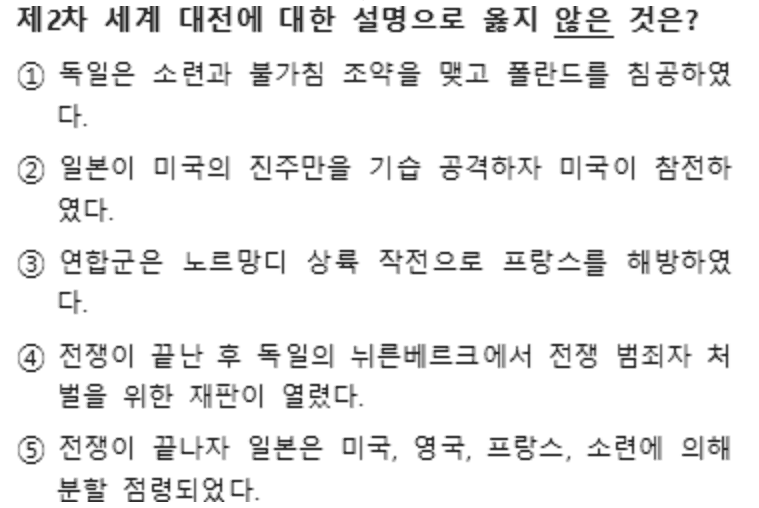 제2차 세계 대전에 대한 설명으로 옳지 않은 것은?
① 독일은 소련과 불가침 조약을 맺고 폴란드를 침공하였
다.
② 일본이 미국의 진주만을 기습 공격하자 미국이 참전하
였다.
③ 연합군은 노르망디 상륙 작전으로 프랑스를 해방하였
다.
④ 전쟁이 끝난 후 독일의 뉘른베르크에서 전쟁 범죄자 처
벌을 위한 재판이 열렸다.
⑤ 전쟁이 끝나자 일본은 미국, 영국, 프랑스, 소련에 의해
분할 점령되었다.